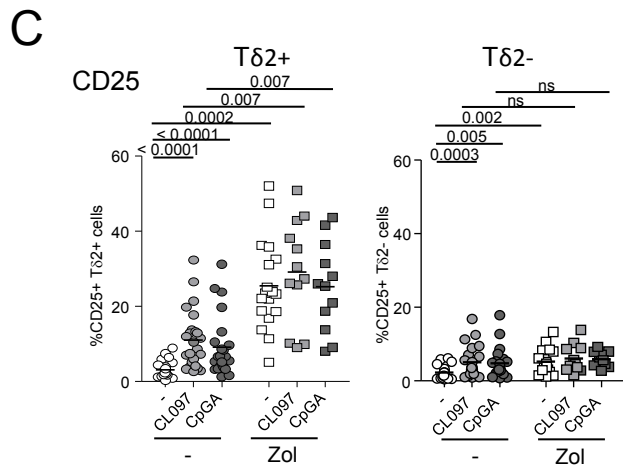 C
CD25
Tδ2+
0.007
0.007
0.0002
< 0.0001
< 0.0001
60
40
20
0
%CD25+ Tδ2+ cells
-
CL097
CpGA
-
CL097
CpGA
-
Zol
Tδ2-
ns
ns
0.002
0.005
0.0003
60
40
20
0
%CD25+ Tδ2- cells
-
CL097
CpGA
-
CL097
CpGA
-
Zol